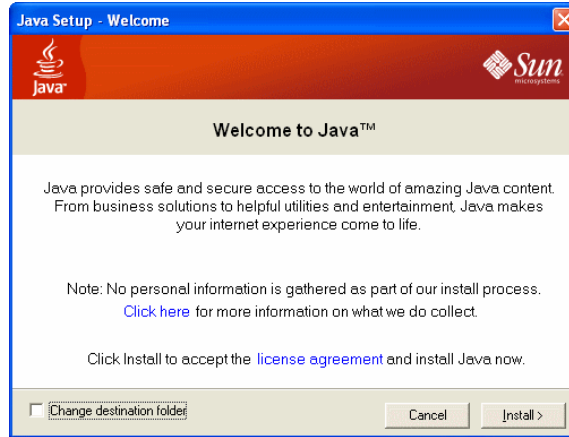 Java Setup - Welcome
Java™
Sun
microsystems
Welcome to Java™
Java provides safe and secure access to the world of amazing Java content.
From business solutions to helpful utilities and entertainment, Java makes
your internet experience come to life.
Note: No personal information is gathered as part of our install process.
Click here for more information on what we do collect.
Click Install to accept the license agreement and install Java now.
Change destination folder
Cancel
Install >